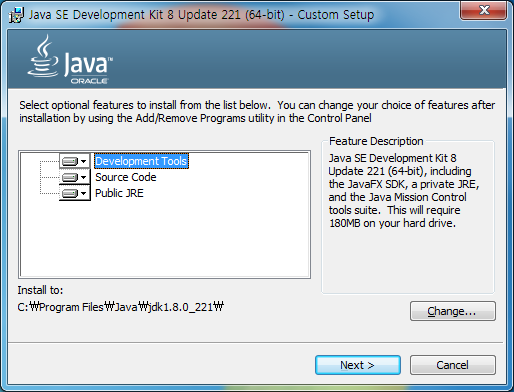 Java SE Development Kit 8 Update 221 (64-bit) - Custom Setup
Java™
ORACLE
Select optional features to install from the list below. You can change your choice of features after
installation by using the Add/Remove Programs utility in the Control Panel
Development Tools
Source Code
Public JRE
Feature Description
Java SE Development Kit 8
Update 221 (64-bit), including
the JavaFX SDK, a private JRE,
and the Java Mission Control
tools suite. This will require
180MB on your hard drive.
Install to:
C:₩Program Files₩Java₩jdk1.8.0_221₩
Change...
Next >
Cancel